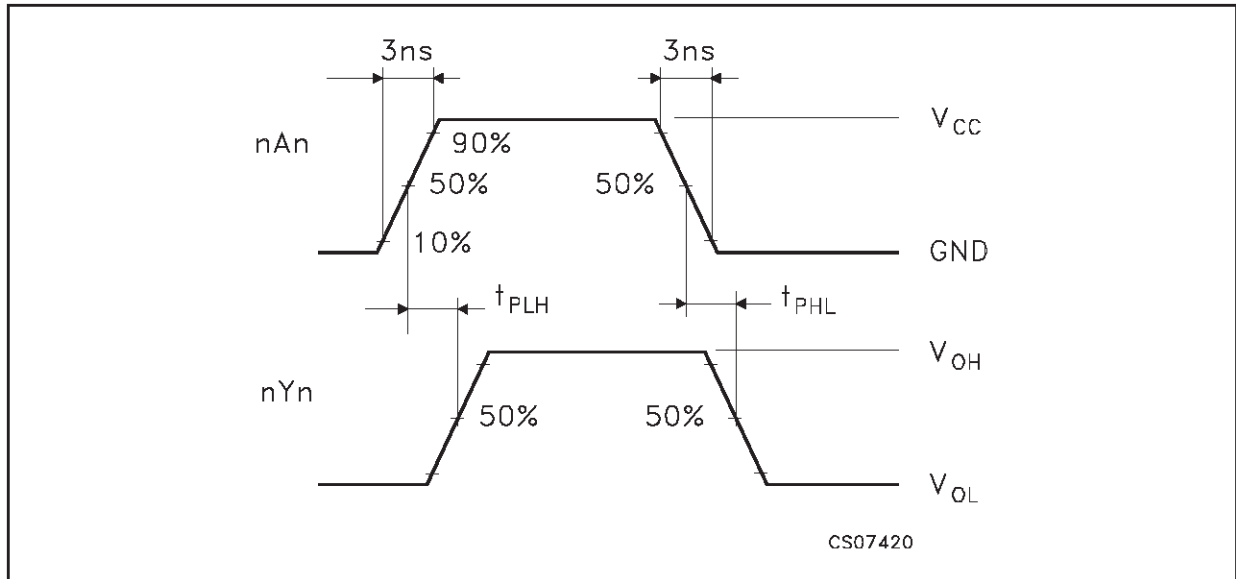 3ns 3ns
nAn 90% V_CC
50% 50%
10% GND
t_PLH t_PHL
nYn V_OH
50% 50%
V_OL
CS07420